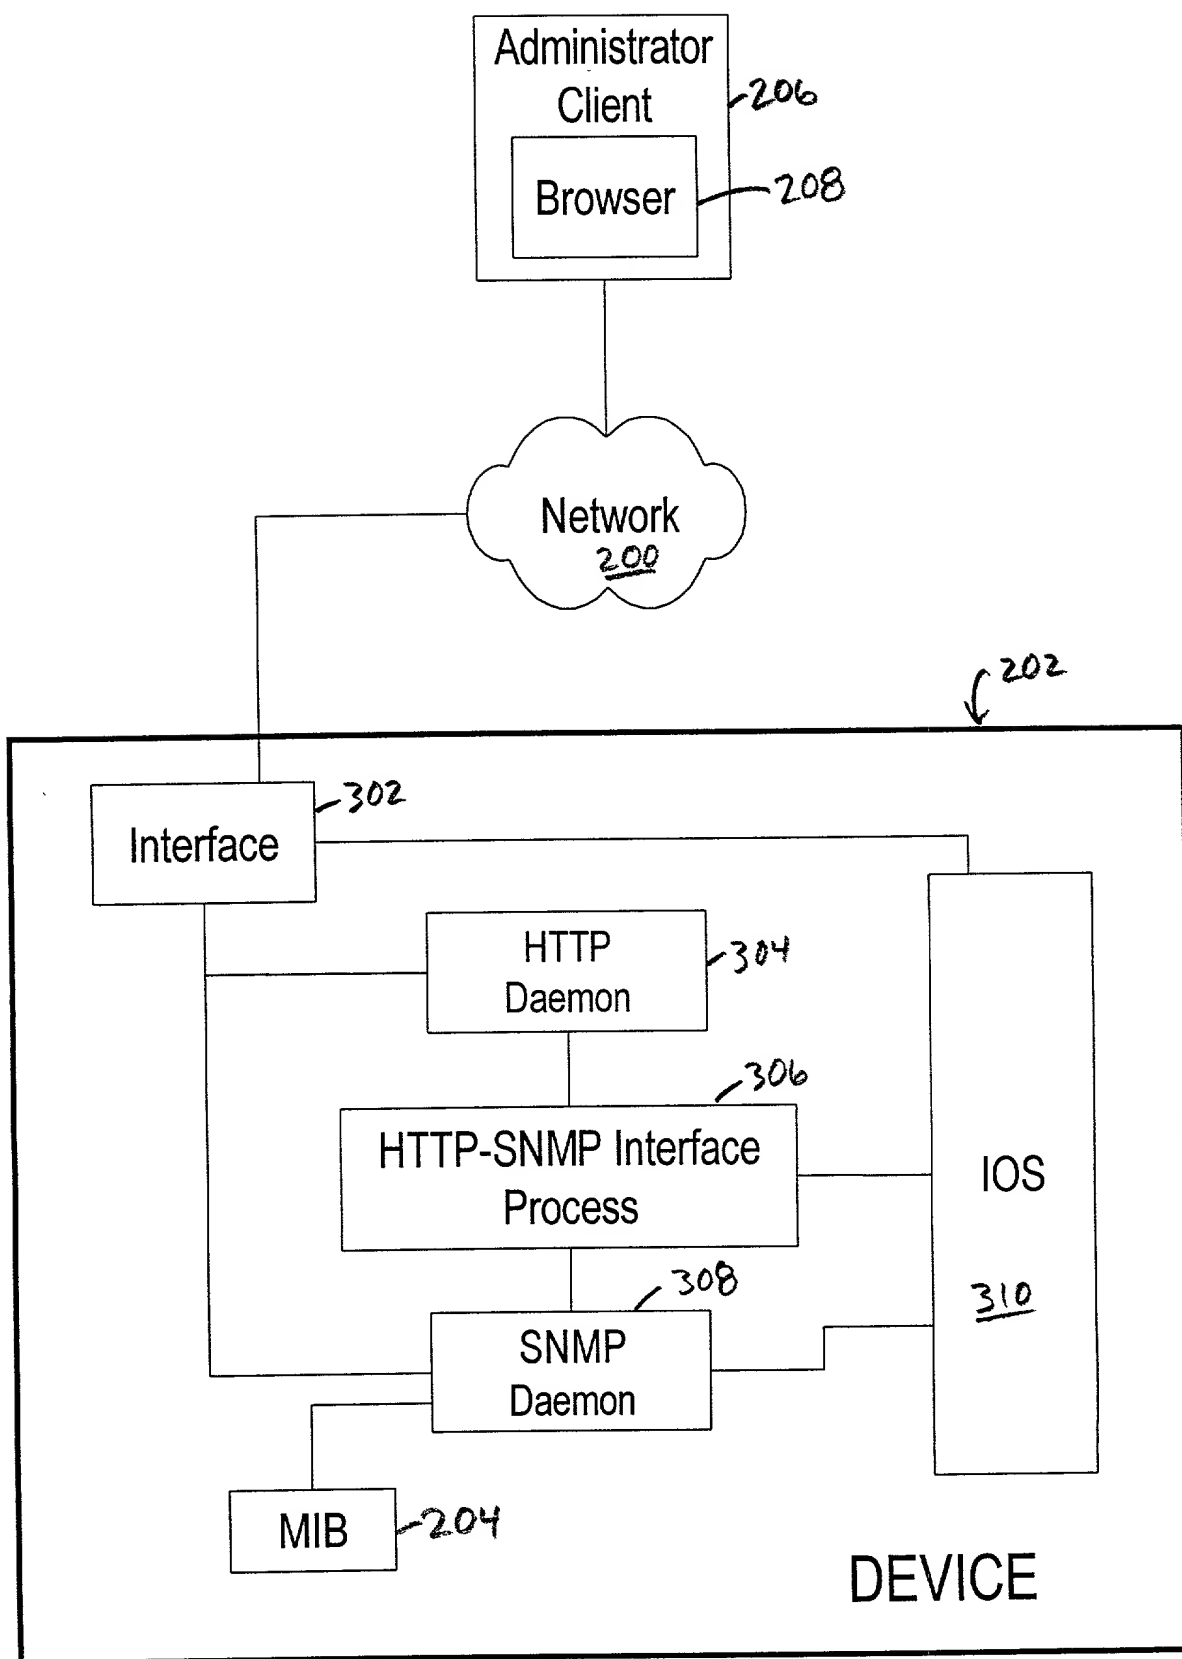 Administrator
Client
206
Browser
208
Network
200
202
Interface
302
HTTP
Daemon
304
306
HTTP-SNMP Interface
Process
IOS
310
308
SNMP
Daemon
MIB
204
DEVICE